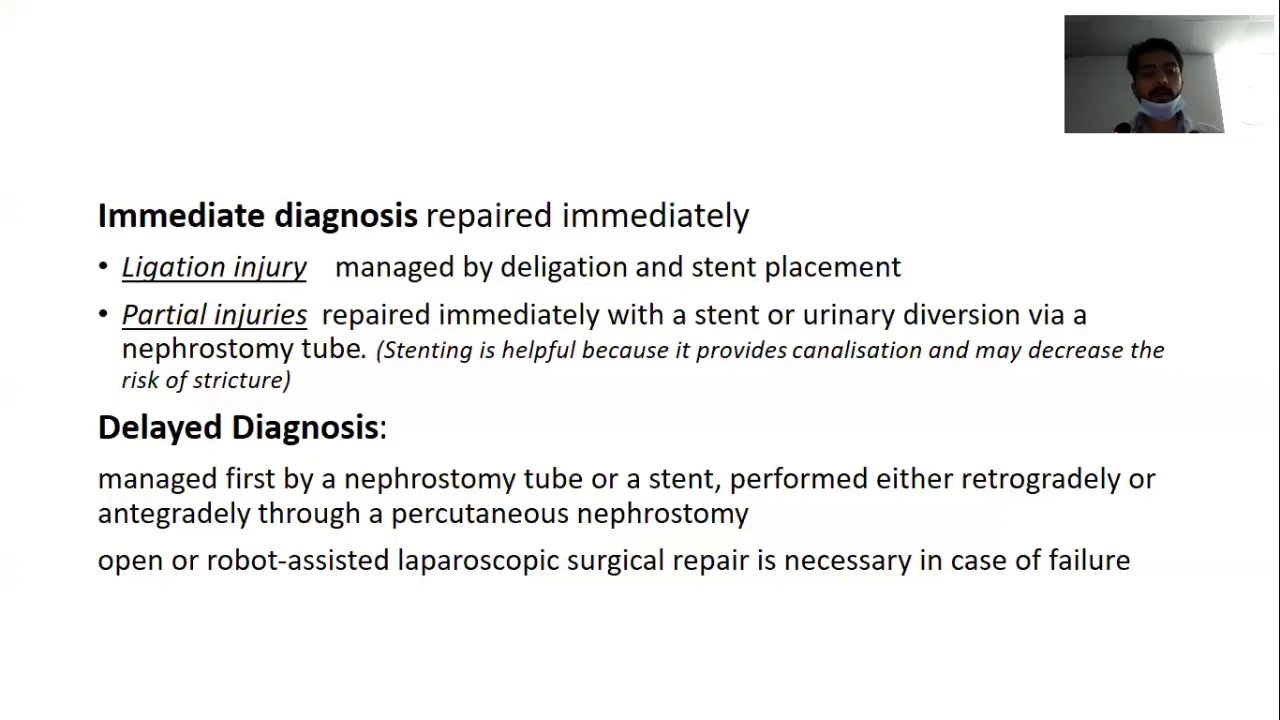 Immediate diagnosis repaired immediately
• Ligation injury managed by deligation and stent placement
• Partial injuries repaired immediately with a stent or urinary diversion via a
nephrostomy tube. (Stenting is helpful because it provides canalisation and may decrease the
risk of stricture)
Delayed Diagnosis:
managed first by a nephrostomy tube or a stent, performed either retrogradely or
antegradely through a percutaneous nephrostomy
open or robot-assisted laparoscopic surgical repair is necessary in case of failure